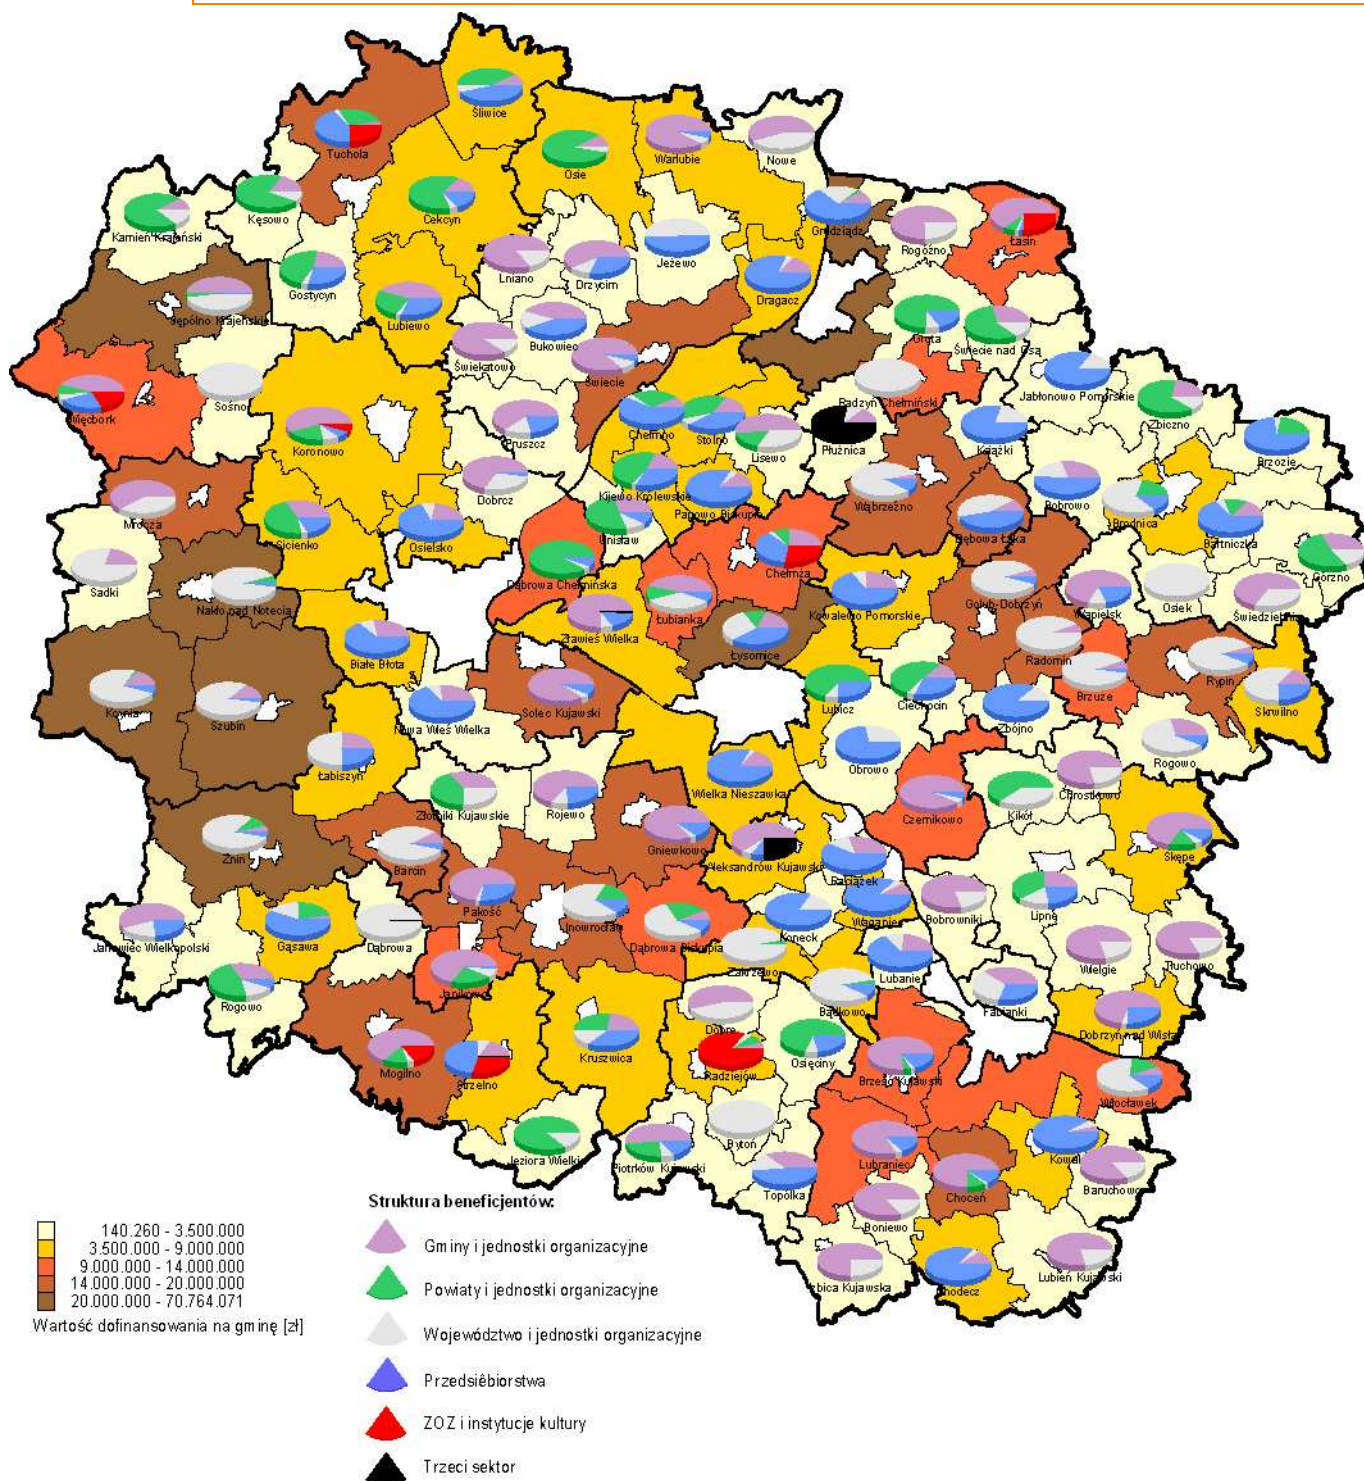 Śliwice
Tuchola
Osie
Warlubie
Nowe
Kęsowo
Cekcyn
Grudziądz
Rogóźno
Łasin
Kamień Krajeński
Gostycyn
Lniano
Drzycim
Jeżewo
Dragacz
Sępólno Krajeńskie
Lubiewo
Bukowiec
Gruta
Świecie nad Osą
Świekatowo
Świecie
Radzyń Chełmiński
Jabłonowo Pomorskie
Zbiczno
Więcbork
Sośno
Koronowo
Pruszcz
Chełmno
Stolno
Lisewo
Płużnica
Książki
Brzozie
Mrocza
Dobrcz
Kijewo Królewskie
Papowo Biskupie
Wąbrzeźno
Bobrowo
Brodnica
Sicienko
Osielsko
Unisław
Dębowa Łąka
Bartniczka
Sadki
Nakło nad Notecią
Dąbrowa Chełmińska
Chełmża
Górzno
Zławieś Wielka
Łubianka
Kowalewo Pomorskie
Golub-Dobrzyń
Wąpielsk
Osiek
Świedziebnia
Białe Błota
Łysomice
Radomin
Brzuze
Rypin
Kcynia
Szubin
Solec Kujawski
Lubicz
Ciechocin
Skrwilno
Nowa Wieś Wielka
Zbójno
Łabiszyn
Obrowo
Rogowo
Wielka Nieszawka
Złotniki Kujawskie
Rojewo
Czernikowo
Kikół
Chrostkowo
Żnin
Barcin
Gniewkowo
Aleksandrów Kujawski
Raciążek
Skępe
Pakość
Inowrocław
Waganiec
Bobrowniki
Lipno
Janowiec Wielkopolski
Gąsawa
Dąbrowa
Dąbrowa Biskupia
Koneck
Zakrzewo
Lubanie
Wielgie
Tłuchowo
Rogowo
Janikowo
Bądkowo
Fabianki
Dobrzyń nad Wisłą
Dobre
Kruszwica
Mogilno
Strzelno
Radziejów
Osięciny
Brześć Kujawski
Włocławek
Bytoń
Jeziora Wielkie
Piotrków Kujawski
Topólka
Lubraniec
Choceń
Kowal
Baruchowo
Boniewo
Izbica Kujawska
Chodecz
Lubień Kujawski
Struktura beneficjentów:
Gminy i jednostki organizacyjne
Powiaty i jednostki organizacyjne
Województwo i jednostki organizacyjne
Przedsiêbiorstwa
ZOZ i instytucje kultury
Trzeci sektor
140.260 - 3.500.000
3.500.000 - 9.000.000
9.000.000 - 14.000.000
14.000.000 - 20.000.000
20.000.000 - 70.764.071
Wartość dofinansowania na gminę [zł]